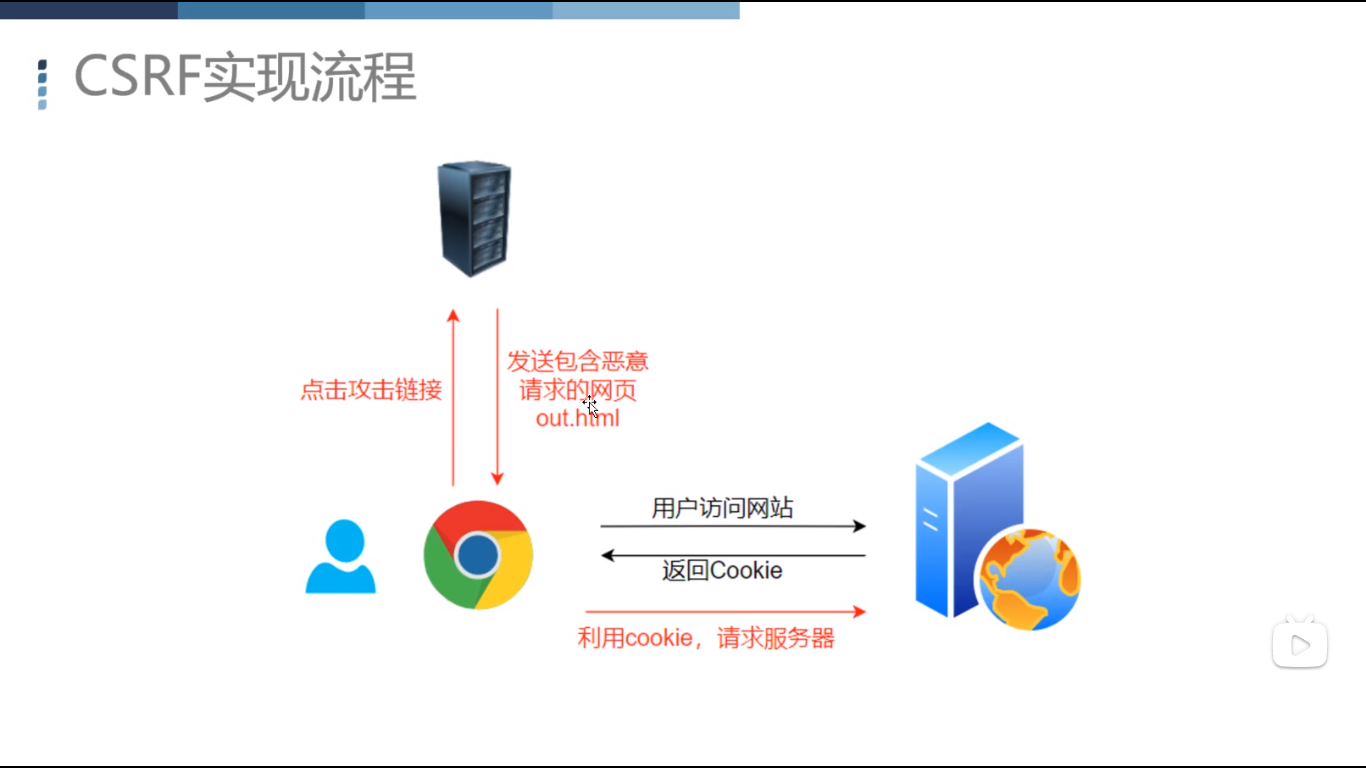 CSRF实现流程
点击攻击链接
发送包含恶意
请求的网页
out.html
用户访问网站
返回Cookie
利用cookie，请求服务器